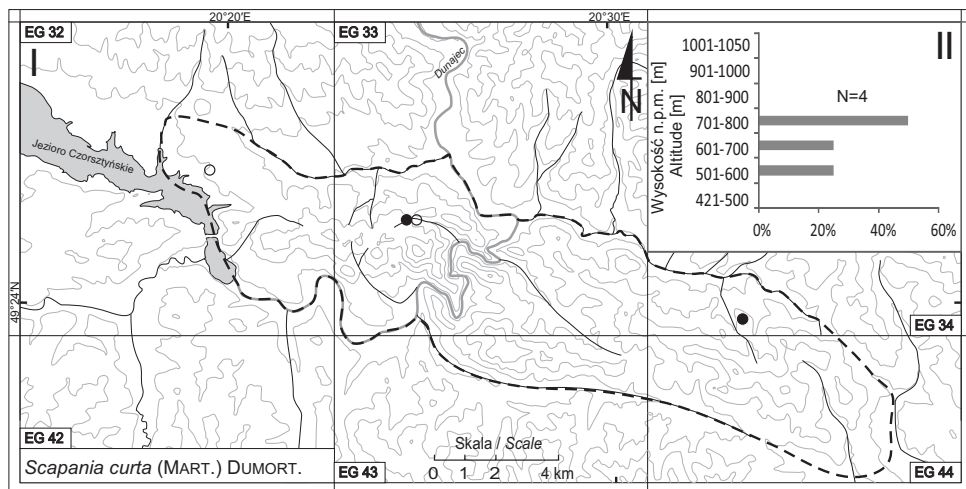 20°20'E
20°30'E
EG 32
EG 33
I
II
Dunajec
N
Jezioro Czorsztyńskie
49°24'N
Wysokość n.p.m. [m]
Altitude [m]
1001-1050
901-1000
801-900
701-800
601-700
501-600
421-500
N=4
0%
20%
40%
60%
EG 34
EG 42
EG 43
EG 44
Skala / Scale
0 1 2 4 km
Scapania curta (MART.) DUMORT.